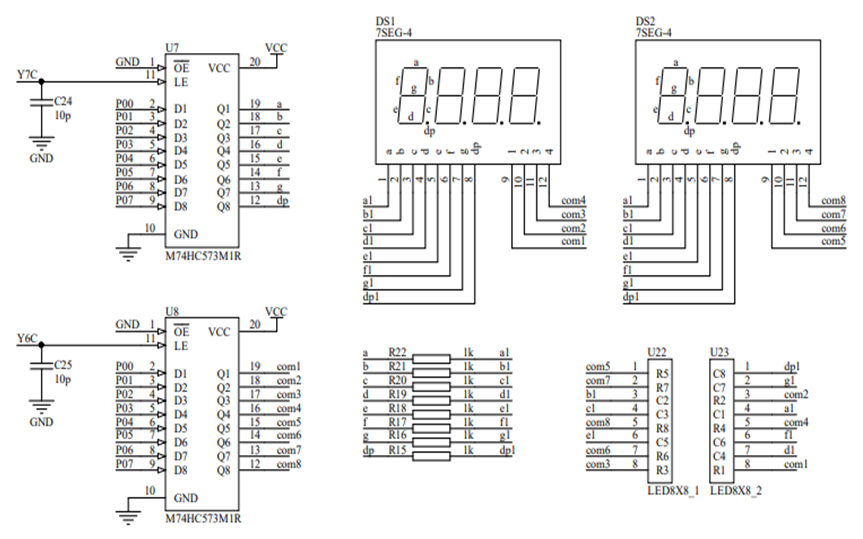 U7
GND 1 OE VCC 20 VCC
Y7C 11 LE
C24
10p
GND
P00 2 D1 Q1 19 a
P01 3 D2 Q2 18 b
P02 4 D3 Q3 17 c
P03 5 D4 Q4 16 d
P04 6 D5 Q5 15 e
P05 7 D6 Q6 14 f
P06 8 D7 Q7 13 g
P07 9 D8 Q8 12 dp
10 GND
M74HC573M1R
DS1
7SEG-4
a
f b
g
e c
d
dp
a b c d e f g dp 1 2 3 4
1 2 3 4 5 6 7 8 9 10 11 12
a1 com4
b1 com3
c1 com2
d1 com1
e1
f1
g1
dp1
DS2
7SEG-4
a
f b
g
e c
d
dp
a b c d e f g dp 1 2 3 4
1 2 3 4 5 6 7 8 9 10 11 12
a1 com8
b1 com7
c1 com6
d1 com5
e1
f1
g1
dp1
U8
GND 1 OE VCC 20 VCC
Y6C 11 LE
C25
10p
GND
P00 2 D1 Q1 19 com1
P01 3 D2 Q2 18 com2
P02 4 D3 Q3 17 com3
P03 5 D4 Q4 16 com4
P04 6 D5 Q5 15 com5
P05 7 D6 Q6 14 com6
P06 8 D7 Q7 13 com7
P07 9 D8 Q8 12 com8
10 GND
M74HC573M1R
a R22 1k a1
b R21 1k b1
c R20 1k c1
d R19 1k d1
e R18 1k e1
f R17 1k f1
g R16 1k g1
dp R15 1k dp1
U22
com5 1 R5
com7 2 R7
b1 3 C2
c1 4 C3
com8 5 R8
e1 6 C5
com6 7 R6
com3 8 R3
LED8X8_1
U23
C8 1 dp1
C7 2 g1
R2 3 com2
C1 4 a1
R4 5 com4
C6 6 f1
C4 7 d1
R1 8 com1
LED8X8_2